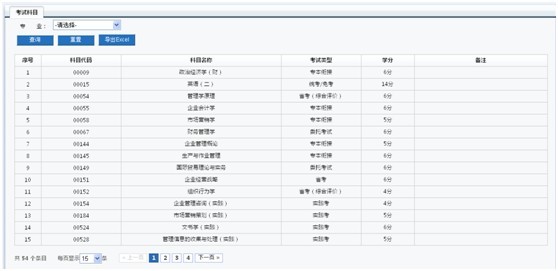 考试科目
专 业： -请选择-
查询 重置 导出Excel
序号 科目代码 科目名称 考试类型 学分 备注
1 00009 政治经济学（财） 专本衔接 6分
2 00015 英语（二） 统考/免考 14分
3 00054 管理学原理 省考（综合评价） 6分
4 00055 企业会计学 专本衔接 6分
5 00058 市场营销学 专本衔接 5分
6 00067 财务管理学 委托考试 6分
7 00144 企业管理概论 专本衔接 5分
8 00145 生产与作业管理 专本衔接 6分
9 00149 国际贸易理论与实务 委托考试 6分
10 00151 企业经营战略 省考 6分
11 00152 组织行为学 省考（综合评价） 4分
12 00154 企业管理咨询（实践） 实践考 4分
13 00184 市场营销策划（实践） 实践考 5分
14 00524 文书学（实践） 实践考 6分
15 00528 管理信息的收集与处理（实践） 实践考 5分
共 54 个条目 每页显示 15 条 < 上一页 1 2 3 4 下一页 >